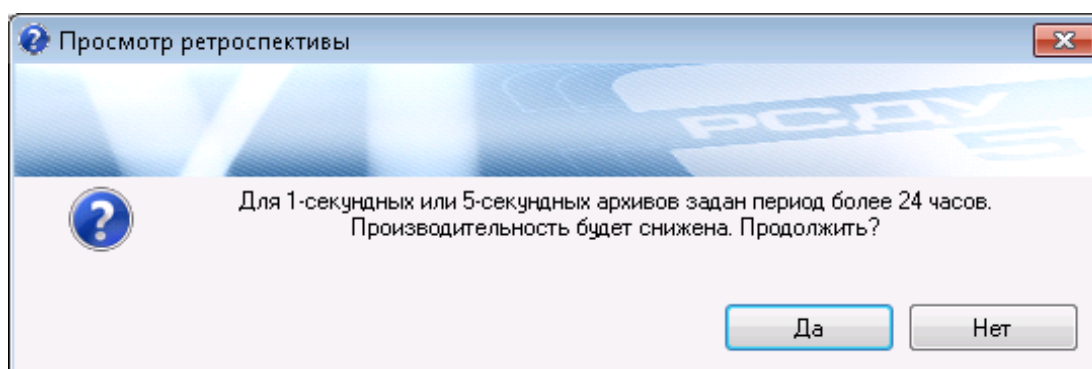 Просмотр ретроспективы
РСДУ
5
Для 1-секундных или 5-секундных архивов задан период более 24 часов.
Производительность будет снижена. Продолжить?
Да
Нет